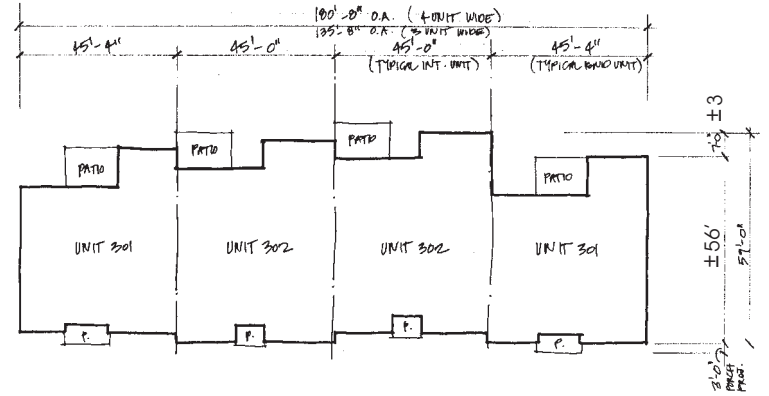 180'-8" O.A. (4 UNIT WIDE)
135'-8" O.A. (3 UNIT WIDE)
45'-4" 45'-0" 45'-0" 45'-4"
(TYPICAL INT. UNIT) (TYPICAL END UNIT)
±3
7'-0"
PATIO PATIO PATIO PATIO
UNIT 301 UNIT 302 UNIT 302 UNIT 301
±56'
59'-0"
P. P. P. P.
3'-0"
PORCH
PROJ.